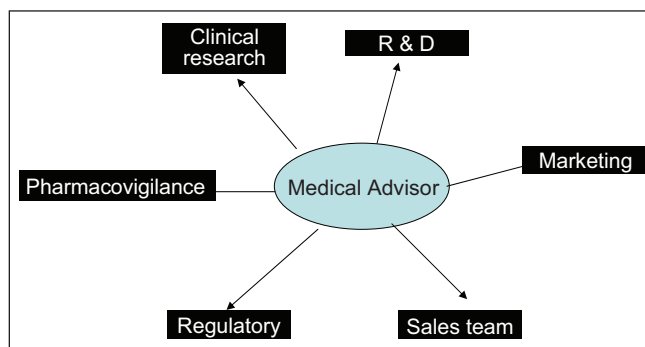 Clinical
research
R & D
Marketing
Pharmacovigilance
Medical Advisor
Regulatory
Sales team